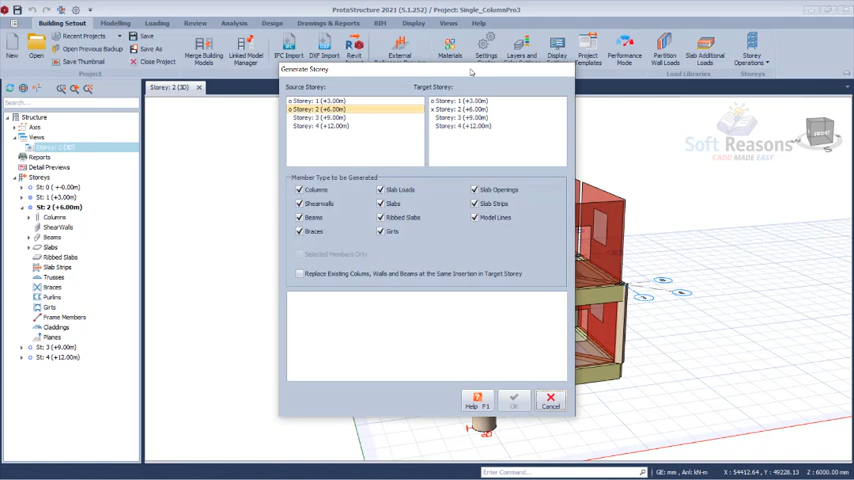 ProtaStructure 2021 (5.1.252) -- Project: Single_ColumnPro3
Building Setout Modelling Loading Review Analysis Design Drawings & Reports BIM Display Views Help
New
Open
Recent Projects
Open Previous Backup
Save Thumbnail
Save
Save As
Close Project
Project
Merge Building Models
Linked Model Manager
IFC Import
DXF Import
Revit
External
Materials
Settings
Layers and
Display
Project Templates
Performance Mode
Partition Wall Loads
Slab Additional Loads
Load Libraries
Storey Operations
Storeys
Storey: 2 (3D)
Search...
Structure
Axis
Views
Storey: 1 (3D)
Reports
Detail Previews
Storeys
St: 0 ( +-0.00m)
St: 1 (+3.00m)
St: 2 (+6.00m)
Columns
ShearWalls
Beams
Slabs
Ribbed Slabs
Slab Strips
Trusses
Braces
Purlins
Girts
Frame Members
Claddings
Planes
St: 3 (+9.00m)
St: 4 (+12.00m)
Generate Storey
Source Storey:
o Storey: 1 (+3.00m)
o Storey: 2 (+6.00m)
Storey: 3 (+9.00m)
Storey: 4 (+12.00m)
Target Storey:
o Storey: 1 (+3.00m)
x Storey: 2 (+6.00m)
Storey: 3 (+9.00m)
Storey: 4 (+12.00m)
Member Type to be Generated
Columns Slab Loads Slab Openings
Shearwalls Slabs Slab Strips
Beams Ribbed Slabs Model Lines
Braces Girts
Selected Members Only
Replace Existing Colums, Walls and Beams at the Same Insertion in Target Storey
Help F1
OK
Cancel
Soft Reasons
CADD MADE EASY
Enter Command...
GE: mm, Anl: kN-m
X : 54412.64 , Y : 49228.13
Z : 6000.00 mm